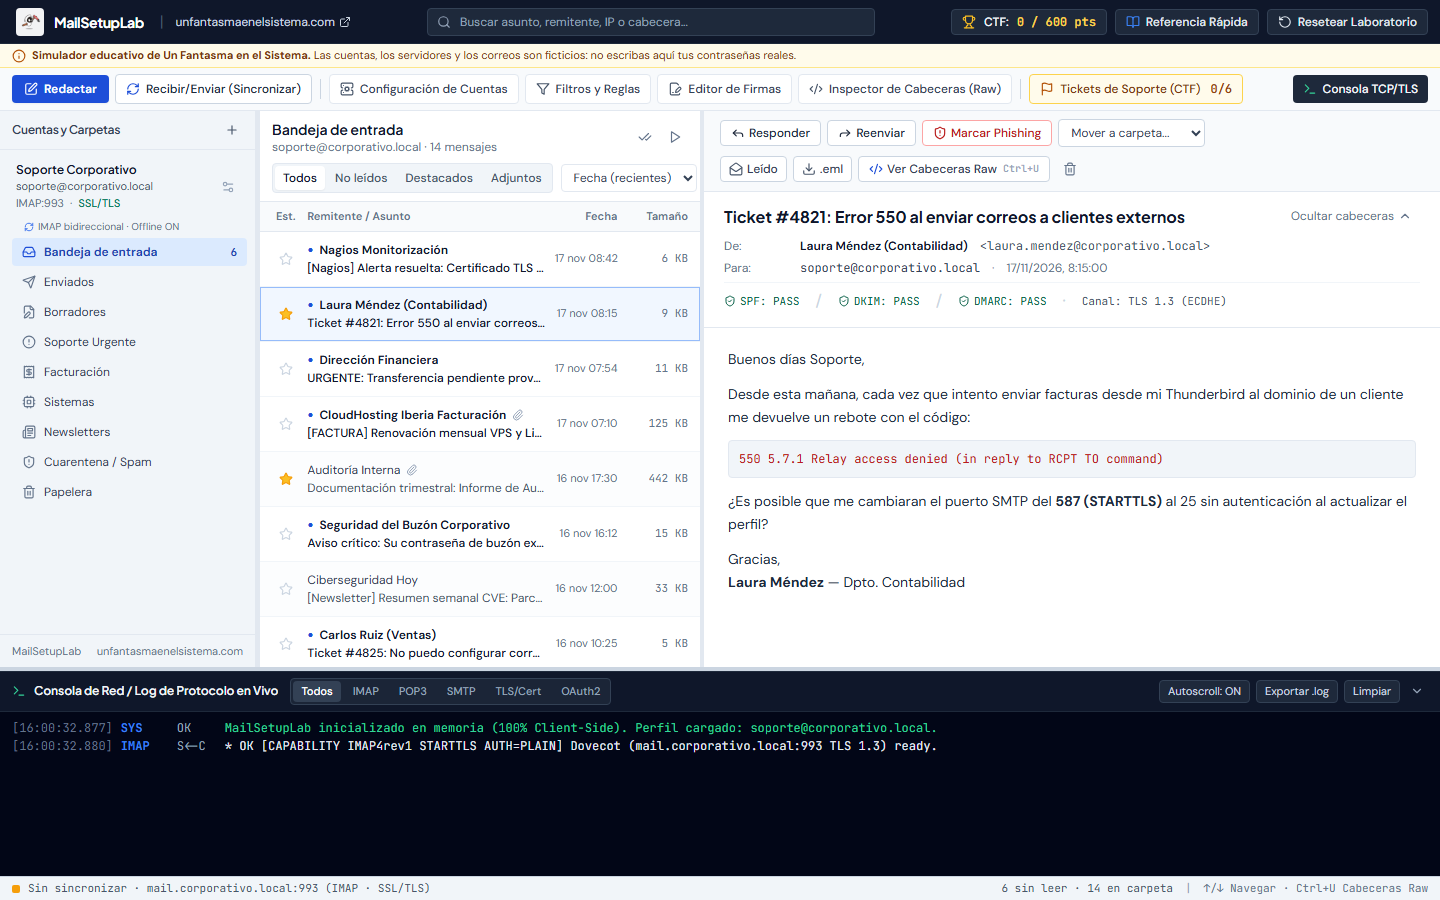 MailSetupLab
unfantasmaenelsistema.com
Buscar asunto, remitente, IP o cabecera...
CTF: 0 / 600 pts
Referencia Rápida
Resetear Laboratorio
Simulador educativo de Un Fantasma en el Sistema. Las cuentas, los servidores y los correos son ficticios: no escribas aquí tus contraseñas reales.
Redactar
Recibir/Enviar (Sincronizar)
Configuración de Cuentas
Filtros y Reglas
Editor de Firmas
Inspector de Cabeceras (Raw)
Tickets de Soporte (CTF) 0/6
Consola TCP/TLS
Cuentas y Carpetas
Soporte Corporativo
soporte@corporativo.local
IMAP:993 · SSL/TLS
IMAP bidireccional · Offline ON
Bandeja de entrada 6
Enviados
Borradores
Soporte Urgente
Facturación
Sistemas
Newsletters
Cuarentena / Spam
Papelera
MailSetupLab unfantasmaenelsistema.com
Bandeja de entrada
soporte@corporativo.local · 14 mensajes
Todos No leídos Destacados Adjuntos
Fecha (recientes)
Est. Remitente / Asunto Fecha Tamaño
• Nagios Monitorización
[Nagios] Alerta resuelta: Certificado TLS ...
17 nov 08:42 6 KB
• Laura Méndez (Contabilidad)
Ticket #4821: Error 550 al enviar correos...
17 nov 08:15 9 KB
• Dirección Financiera
URGENTE: Transferencia pendiente prov...
17 nov 07:54 11 KB
• CloudHosting Iberia Facturación
[FACTURA] Renovación mensual VPS y Li...
17 nov 07:10 125 KB
Auditoría Interna
Documentación trimestral: Informe de Au...
16 nov 17:30 442 KB
• Seguridad del Buzón Corporativo
Aviso crítico: Su contraseña de buzón ex...
16 nov 16:12 15 KB
Ciberseguridad Hoy
[Newsletter] Resumen semanal CVE: Parc...
16 nov 12:00 33 KB
• Carlos Ruiz (Ventas)
Ticket #4825: No puedo configurar corr...
16 nov 10:25 5 KB
Responder
Reenviar
Marcar Phishing
Mover a carpeta...
Leído
.eml
</> Ver Cabeceras Raw Ctrl+U
Ticket #4821: Error 550 al enviar correos a clientes externos
Ocultar cabeceras
De: Laura Méndez (Contabilidad) <laura.mendez@corporativo.local>
Para: soporte@corporativo.local · 17/11/2026, 8:15:00
SPF: PASS / DKIM: PASS / DMARC: PASS · Canal: TLS 1.3 (ECDHE)
Buenos días Soporte,
Desde esta mañana, cada vez que intento enviar facturas desde mi Thunderbird al dominio de un cliente
me devuelve un rebote con el código:
550 5.7.1 Relay access denied (in reply to RCPT TO command)
¿Es posible que me cambiaran el puerto SMTP del 587 (STARTTLS) al 25 sin autenticación al actualizar el
perfil?
Gracias,
Laura Méndez — Dpto. Contabilidad
Consola de Red / Log de Protocolo en Vivo
Todos IMAP POP3 SMTP TLS/Cert OAuth2
Autoscroll: ON
Exportar .log
Limpiar
[16:00:32.877] SYS OK MailSetupLab inicializado en memoria (100% Client-Side). Perfil cargado: soporte@corporativo.local.
[16:00:32.880] IMAP S←C * OK [CAPABILITY IMAP4rev1 STARTTLS AUTH=PLAIN] Dovecot (mail.corporativo.local:993 TLS 1.3) ready.
Sin sincronizar · mail.corporativo.local:993 (IMAP · SSL/TLS)
6 sin leer · 14 en carpeta | ↑/↓ Navegar · Ctrl+U Cabeceras Raw